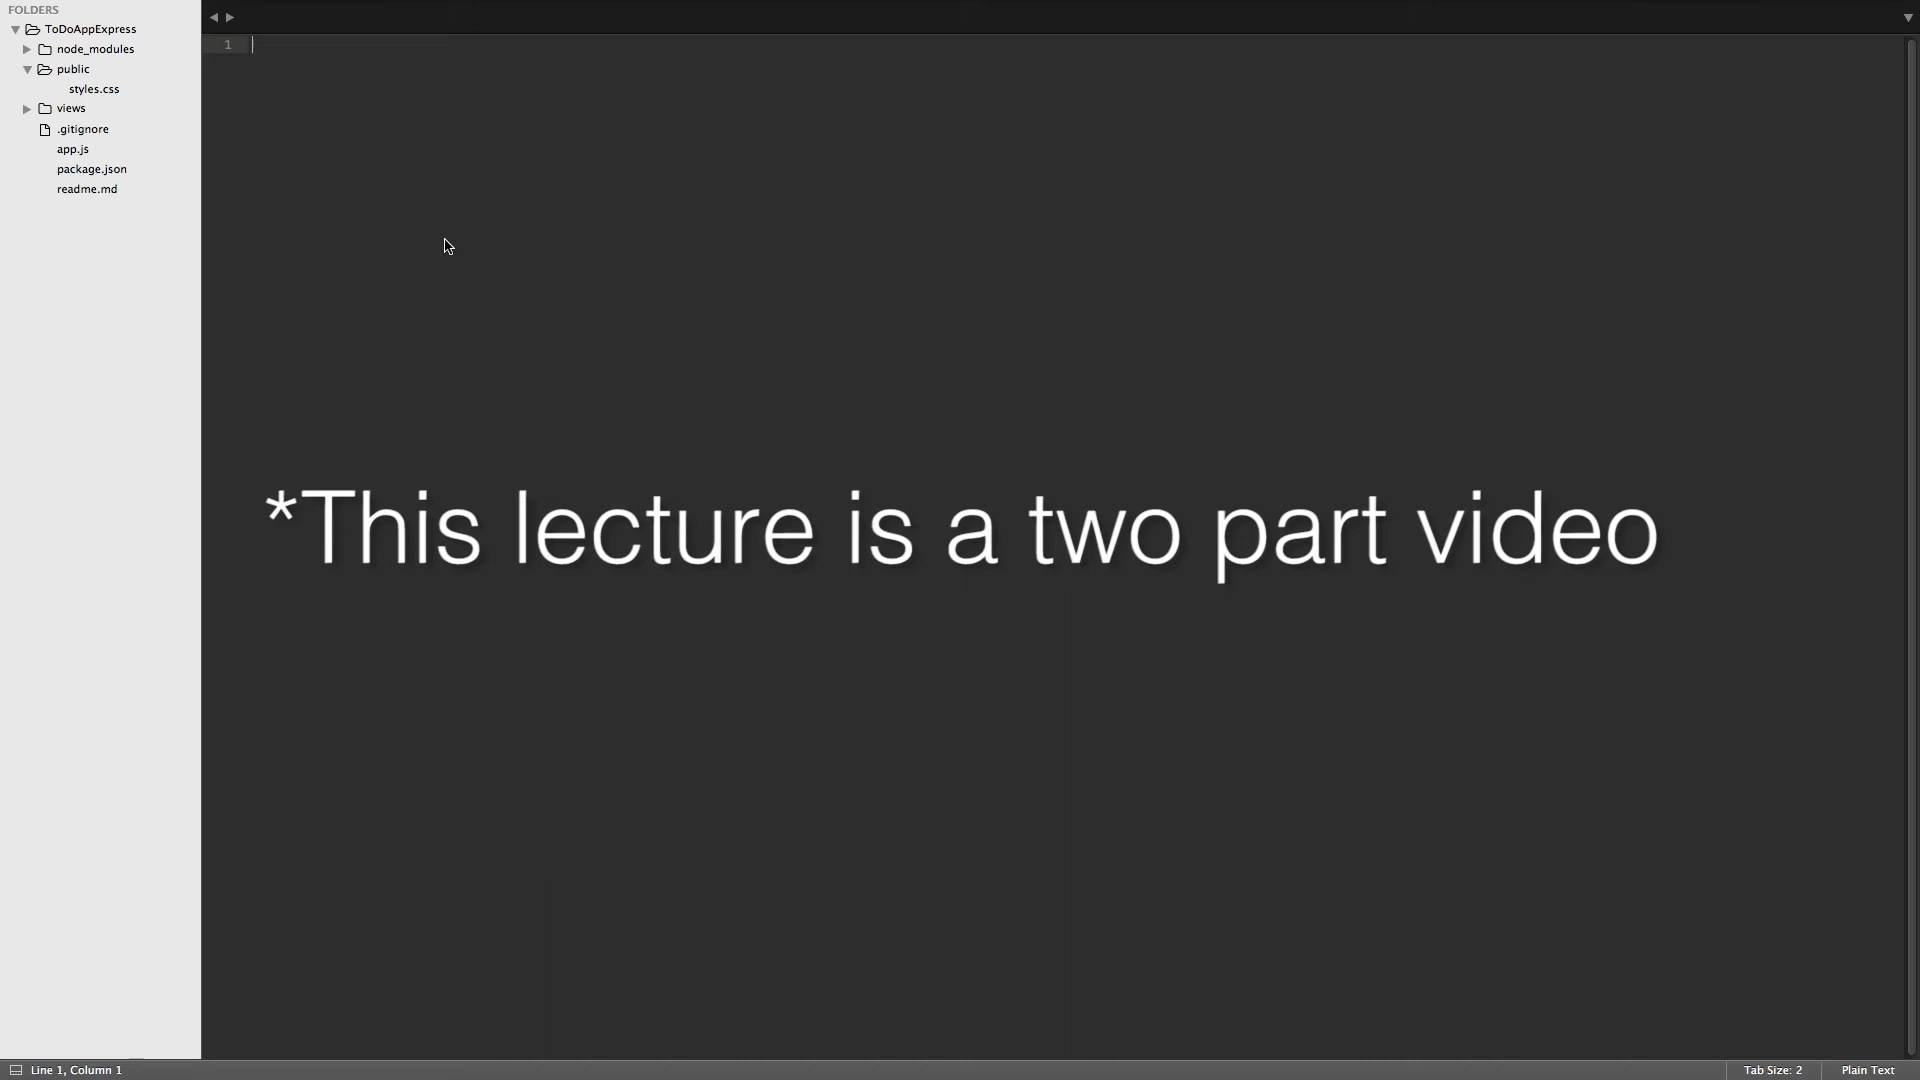 FOLDERS
ToDoAppExpress
node_modules
public
styles.css
views
.gitignore
app.js
package.json
readme.md
1
*This lecture is a two part video
Line 1, Column 1
Tab Size: 2
Plain Text